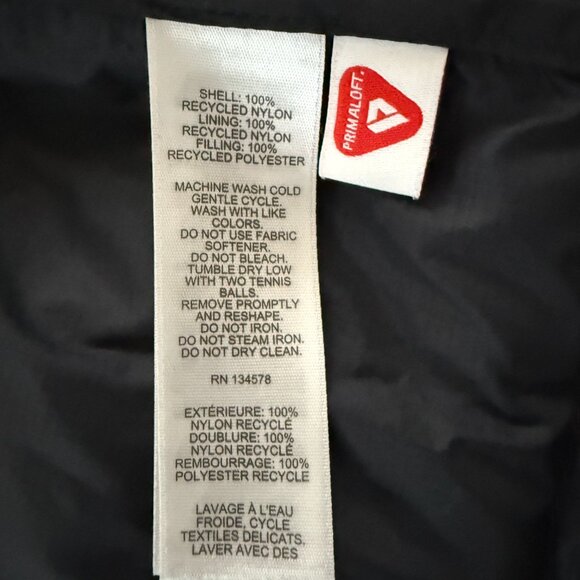 SHELL: 100%
RECYCLED NYLON
LINING: 100%
RECYCLED NYLON
FILLING: 100%
RECYCLED POLYESTER
MACHINE WASH COLD
GENTLE CYCLE.
WASH WITH LIKE
COLORS.
DO NOT USE FABRIC
SOFTENER.
DO NOT BLEACH.
TUMBLE DRY LOW
WITH TWO TENNIS
BALLS.
REMOVE PROMPTLY
AND RESHAPE.
DO NOT IRON.
DO NOT STEAM IRON.
DO NOT DRY CLEAN.
RN 134578
EXTÉRIEURE: 100%
NYLON RECYCLÉ
DOUBLURE: 100%
NYLON RECYCLÉ
REMBOURRAGE: 100%
POLYESTER RECYCLE
LAVAGE À L'EAU
FROIDE, CYCLE
TEXTILES DELICATS.
LAVER AVEC DES
PRIMALOFT.